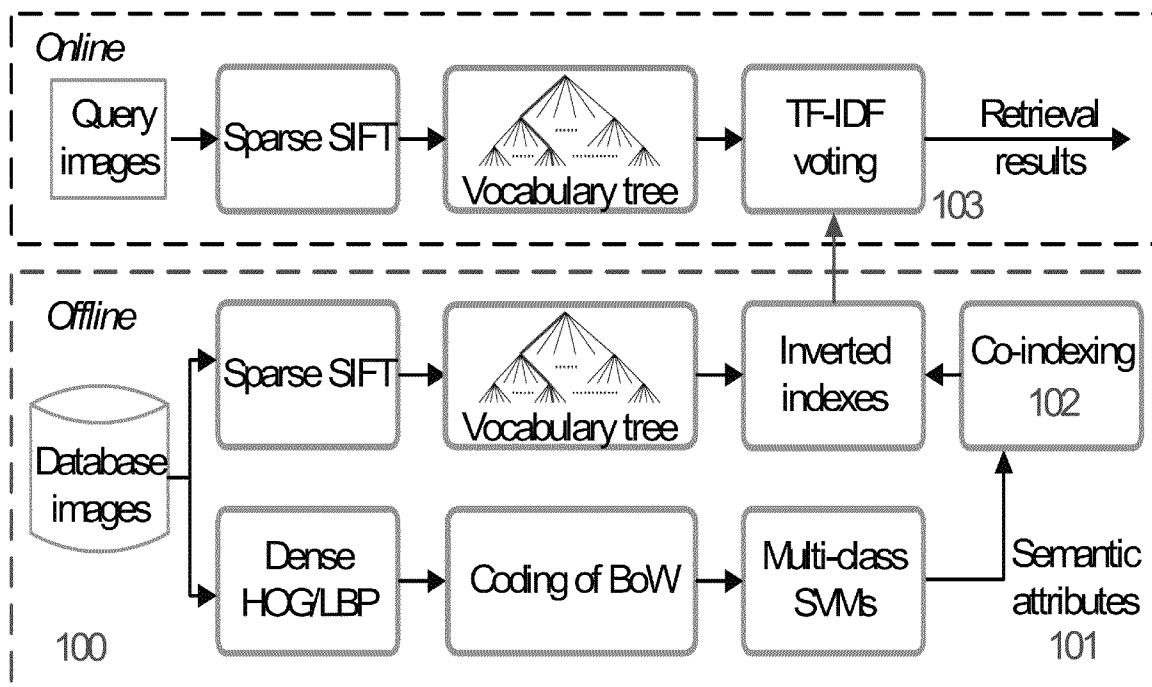 Online
Query
images
Sparse SIFT
Vocabulary tree
TF-IDF
voting
Retrieval
results
103
Offline
Database
images
Sparse SIFT
Vocabulary tree
Inverted
indexes
Co-indexing
102
Dense
HOG/LBP
Coding of BoW
Multi-class
SVMs
Semantic
attributes
101
100